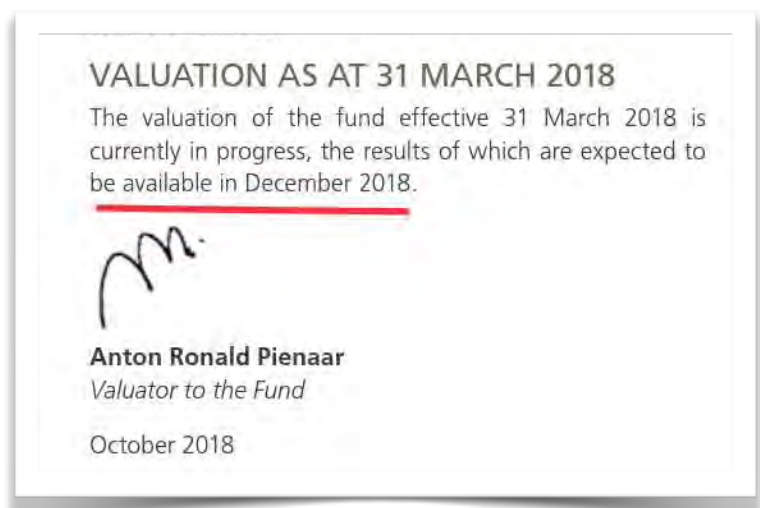 VALUATION AS AT 31 MARCH 2018
The valuation of the fund effective 31 March 2018 is
currently in progress, the results of which are expected to
be available in December 2018.
Anton Ronald Pienaar
Valuator to the Fund
October 2018